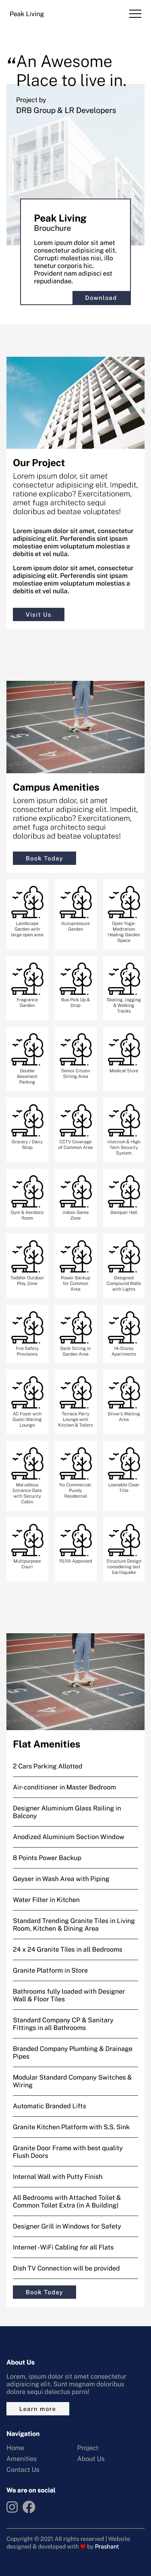 Peak Living
“An Awesome
Place to live in.
Project by
DRB Group & LR Developers
Peak Living
Brouchure
Lorem ipsum dolor sit amet
consectetur adipisicing elit.
Corrupti molestias nisi, illo
tenetur corporis hic.
Provident nam adipisci est
repudiandae.
Download
Our Project
Lorem ipsum dolor, sit amet
consectetur adipisicing elit. Impedit,
ratione explicabo? Exercitationem,
amet fuga architecto sequi
doloribus ad beatae voluptates!
Lorem ipsum dolor sit amet, consectetur
adipisicing elit. Perferendis sint ipsam
molestiae enim voluptatum molestias a
debitis et vel nulla.
Lorem ipsum dolor sit amet, consectetur
adipisicing elit. Perferendis sint ipsam
molestiae enim voluptatum molestias a
debitis et vel nulla.
Visit Us
Campus Amenities
Lorem ipsum dolor, sit amet
consectetur adipisicing elit. Impedit,
ratione explicabo? Exercitationem,
amet fuga architecto sequi
doloribus ad beatae voluptates!
Book Today
Landscape
Garden with
large open area
Accupressure
Garden
Open Yoga-
Meditation
Healing Garden
Space
Fragrance
Garden
Bus Pick Up &
Drop
Skating, Jogging
& Walking
Tracks
Double
Basement
Parking
Senior Citizen
Sitting Area
Medical Store
Grocery / Dairy
Shop
CCTV Coverage
of Common Area
Intercom & High
Tech Security
System
Gym & Aerobics
Room
Indoor Game
Zone
Banquet Hall
Toddler Outdoor
Play Zone
Power Backup
for Common
Area
Designed
Compound Walls
with Lights
Fire Safety
Provisions
Deck Sitting in
Garden Area
14-Storey
Apartments
AC Foyer with
Guest Waiting
Lounge
Terrace Party
Lounge with
Kitchen & Toilets
Driver's Waiting
Area
Marvellous
Entrance Gate
with Security
Cabin
No Commercial,
Purely
Residential
Loanable Clear
Title
Multipurpose
Court
RERA Approved
Structure Design
considering last
Earthquake
Flat Amenities
2 Cars Parking Allotted
Air-conditioner in Master Bedroom
Designer Aluminium Glass Railing in
Balcony
Anodized Aluminium Section Window
8 Points Power Backup
Geyser in Wash Area with Piping
Water Filter in Kitchen
Standard Trending Granite Tiles in Living
Room, Kitchen & Dining Area
24 x 24 Granite Tiles in all Bedrooms
Granite Platform in Store
Bathrooms fully loaded with Designer
Wall & Floor Tiles
Standard Company CP & Sanitary
Fittings in all Bathrooms
Branded Company Plumbing & Drainage
Pipes
Modular Standard Company Switches &
Wiring
Automatic Branded Lifts
Granite Kitchen Platform with S.S. Sink
Granite Door Frame with best quality
Flush Doors
Internal Wall with Putty Finish
All Bedrooms with Attached Toilet &
Common Toilet Extra (in A Building)
Designer Grill in Windows for Safety
Internet-WiFi Cabling for all Flats
Dish TV Connection will be provided
Book Today
About Us
Lorem, ipsum dolor sit amet consectetur
adipisicing elit. Sunt magnam doloribus
dolore sequi delectus porro!
Learn more
Navigation
Home
Project
Amenities
About Us
Contact Us
We are on social
Copyright © 2021 All rights reserved | Website
designed & developed with ❤ by Prashant